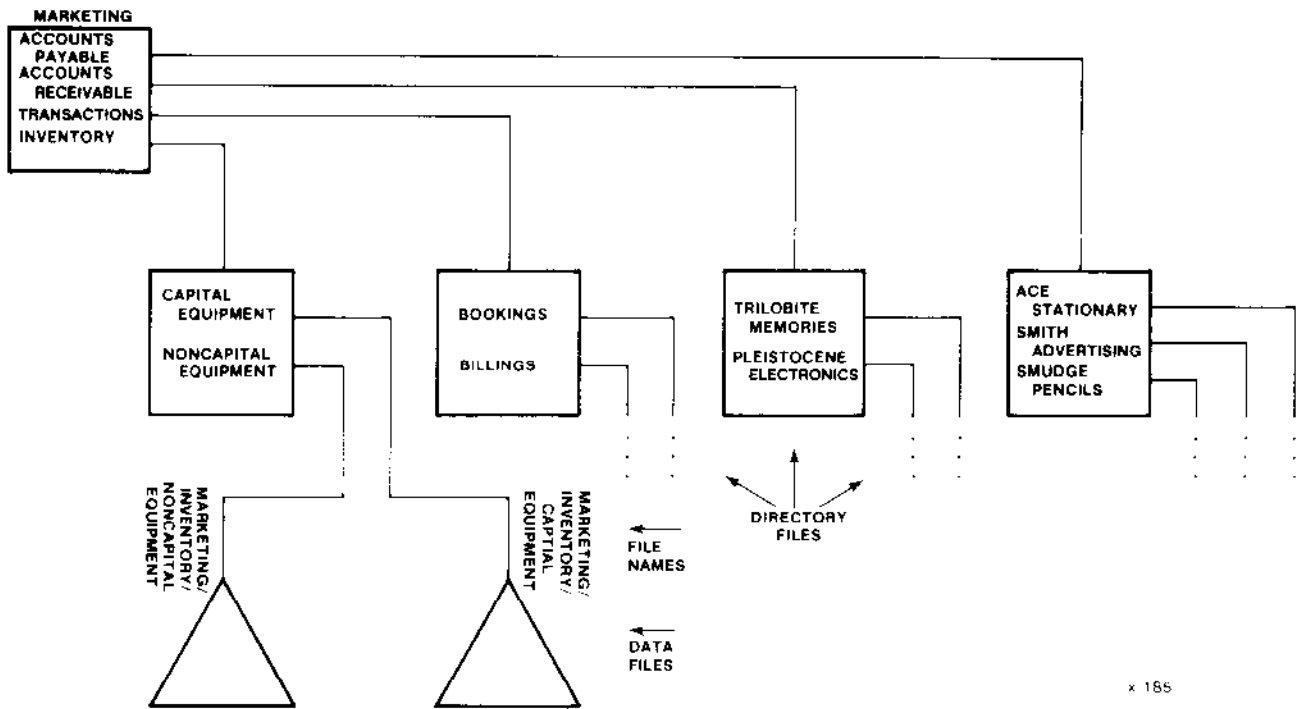 MARKETING
ACCOUNTS
PAYABLE
ACCOUNTS
RECEIVABLE
TRANSACTIONS
INVENTORY
CAPITAL
EQUIPMENT
NONCAPITAL
EQUIPMENT
BOOKINGS
BILLINGS
TRILOBITE
MEMORIES
PLEISTOCENE
ELECTRONICS
ACE
STATIONARY
SMITH
ADVERTISING
SMUDGE
PENCILS
MARKETING/
INVENTORY/
NONCAPITAL
EQUIPMENT
MARKETING/
INVENTORY/
CAPTIAL
EQUIPMENT
FILE
NAMES
DIRECTORY
FILES
DATA
FILES
x 185